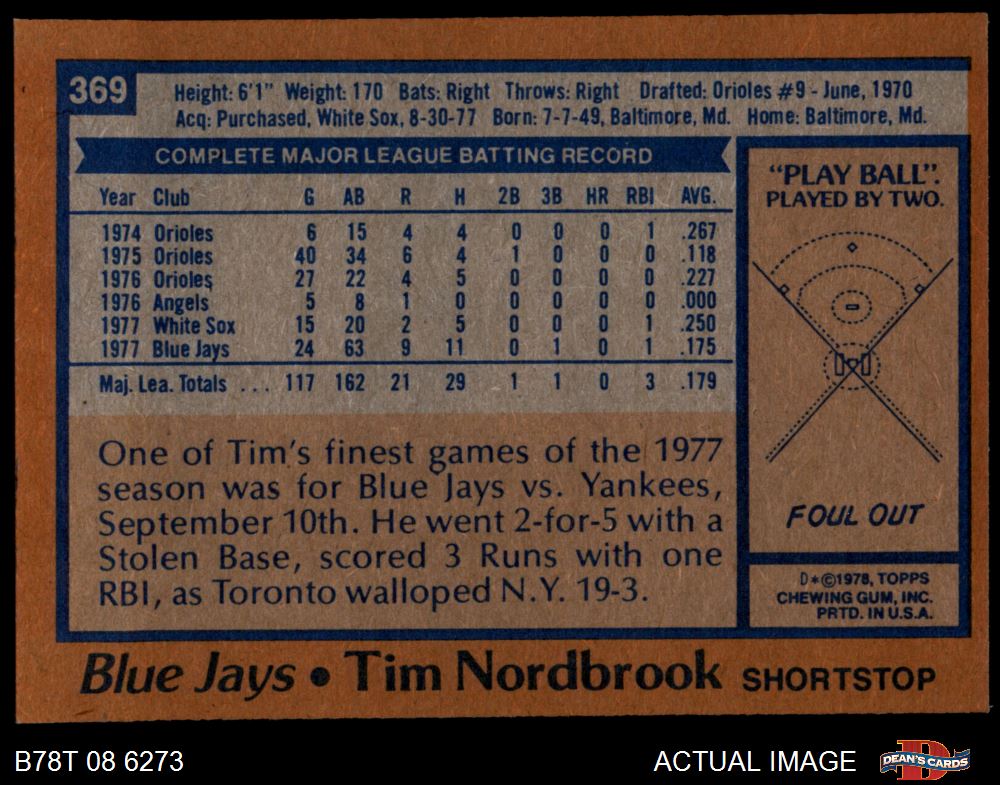 369
Height: 6'1" Weight: 170 Bats: Right Throws: Right Drafted: Orioles #9 - June, 1970
Acq: Purchased, White Sox, 8-30-77 Born: 7-7-49, Baltimore, Md. Home: Baltimore, Md.
COMPLETE MAJOR LEAGUE BATTING RECORD
Year Club G AB R H 2B 3B HR RBI AVG.
1974 Orioles 6 15 4 4 0 0 0 1 .267
1975 Orioles 40 34 6 4 1 0 0 0 .118
1976 Orioles 27 22 4 5 0 0 0 0 .227
1976 Angels 5 8 1 0 0 0 0 0 .000
1977 White Sox 15 20 2 5 0 0 0 1 .250
1977 Blue Jays 24 63 9 11 0 1 0 1 .175
Maj. Lea. Totals ... 117 162 21 29 1 1 0 3 .179
One of Tim's finest games of the 1977
season was for Blue Jays vs. Yankees,
September 10th. He went 2-for-5 with a
Stolen Base, scored 3 Runs with one
RBI, as Toronto walloped N.Y. 19-3.
"PLAY BALL".
PLAYED BY TWO.
FOUL OUT
D*©1978, TOPPS
CHEWING GUM, INC.
PRTD. IN U.S.A.
Blue Jays • Tim Nordbrook SHORTSTOP
B78T 08 6273
ACTUAL IMAGE
DEAN'S CARDS